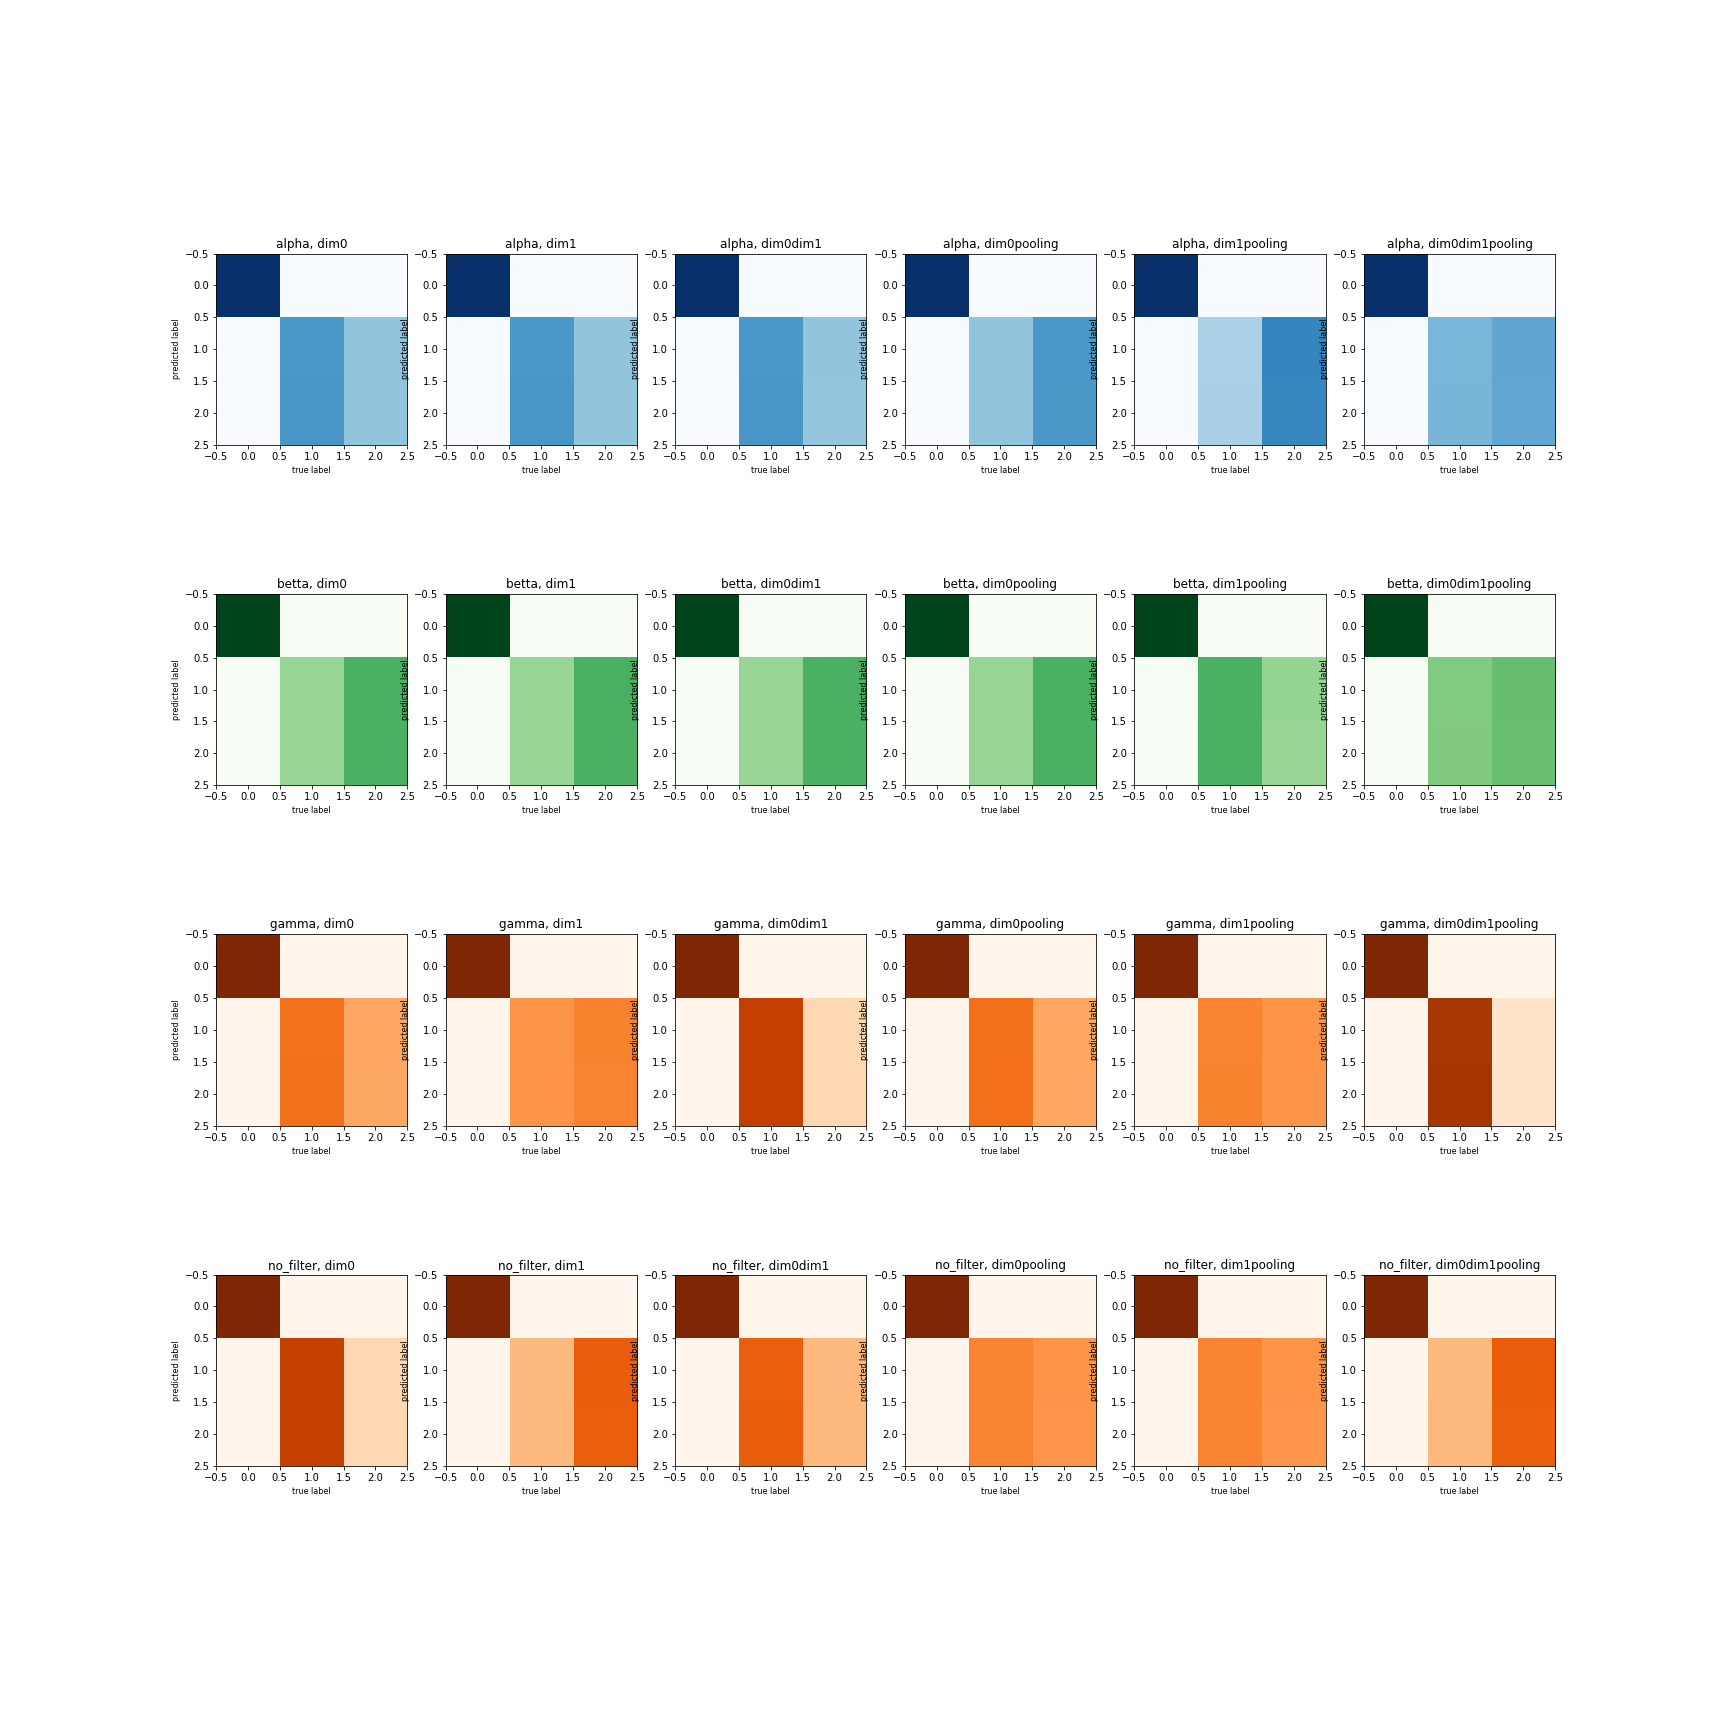 alpha, dim0 alpha, dim1 alpha, dim0dim1 alpha, dim0pooling alpha, dim1pooling alpha, dim0dim1pooling
−0.5 −0.5 −0.5 −0.5 −0.5 −0.5
0.0 0.0 0.0 0.0 0.0 0.0
0.5 0.5 0.5 0.5 0.5 0.5
predicted label predicted label predicted label predicted label predicted label predicted label
1.0 1.0 1.0 1.0 1.0 1.0
1.5 1.5 1.5 1.5 1.5 1.5
2.0 2.0 2.0 2.0 2.0 2.0
2.5 2.5 2.5 2.5 2.5 2.5
−0.5 0.0 0.5 1.0 1.5 2.0 2.5 −0.5 0.0 0.5 1.0 1.5 2.0 2.5 −0.5 0.0 0.5 1.0 1.5 2.0 2.5 −0.5 0.0 0.5 1.0 1.5 2.0 2.5 −0.5 0.0 0.5 1.0 1.5 2.0 2.5 −0.5 0.0 0.5 1.0 1.5 2.0 2.5
true label true label true label true label true label true label
betta, dim0 betta, dim1 betta, dim0dim1 betta, dim0pooling betta, dim1pooling betta, dim0dim1pooling
−0.5 −0.5 −0.5 −0.5 −0.5 −0.5
0.0 0.0 0.0 0.0 0.0 0.0
0.5 0.5 0.5 0.5 0.5 0.5
predicted label predicted label predicted label predicted label predicted label predicted label
1.0 1.0 1.0 1.0 1.0 1.0
1.5 1.5 1.5 1.5 1.5 1.5
2.0 2.0 2.0 2.0 2.0 2.0
2.5 2.5 2.5 2.5 2.5 2.5
−0.5 0.0 0.5 1.0 1.5 2.0 2.5 −0.5 0.0 0.5 1.0 1.5 2.0 2.5 −0.5 0.0 0.5 1.0 1.5 2.0 2.5 −0.5 0.0 0.5 1.0 1.5 2.0 2.5 −0.5 0.0 0.5 1.0 1.5 2.0 2.5 −0.5 0.0 0.5 1.0 1.5 2.0 2.5
true label true label true label true label true label true label
gamma, dim0 gamma, dim1 gamma, dim0dim1 gamma, dim0pooling gamma, dim1pooling gamma, dim0dim1pooling
−0.5 −0.5 −0.5 −0.5 −0.5 −0.5
0.0 0.0 0.0 0.0 0.0 0.0
0.5 0.5 0.5 0.5 0.5 0.5
predicted label predicted label predicted label predicted label predicted label predicted label
1.0 1.0 1.0 1.0 1.0 1.0
1.5 1.5 1.5 1.5 1.5 1.5
2.0 2.0 2.0 2.0 2.0 2.0
2.5 2.5 2.5 2.5 2.5 2.5
−0.5 0.0 0.5 1.0 1.5 2.0 2.5 −0.5 0.0 0.5 1.0 1.5 2.0 2.5 −0.5 0.0 0.5 1.0 1.5 2.0 2.5 −0.5 0.0 0.5 1.0 1.5 2.0 2.5 −0.5 0.0 0.5 1.0 1.5 2.0 2.5 −0.5 0.0 0.5 1.0 1.5 2.0 2.5
true label true label true label true label true label true label
no_filter, dim0 no_filter, dim1 no_filter, dim0dim1 no_filter, dim0pooling no_filter, dim1pooling no_filter, dim0dim1pooling
−0.5 −0.5 −0.5 −0.5 −0.5 −0.5
0.0 0.0 0.0 0.0 0.0 0.0
0.5 0.5 0.5 0.5 0.5 0.5
predicted label predicted label predicted label predicted label predicted label predicted label
1.0 1.0 1.0 1.0 1.0 1.0
1.5 1.5 1.5 1.5 1.5 1.5
2.0 2.0 2.0 2.0 2.0 2.0
2.5 2.5 2.5 2.5 2.5 2.5
−0.5 0.0 0.5 1.0 1.5 2.0 2.5 −0.5 0.0 0.5 1.0 1.5 2.0 2.5 −0.5 0.0 0.5 1.0 1.5 2.0 2.5 −0.5 0.0 0.5 1.0 1.5 2.0 2.5 −0.5 0.0 0.5 1.0 1.5 2.0 2.5 −0.5 0.0 0.5 1.0 1.5 2.0 2.5
true label true label true label true label true label true label